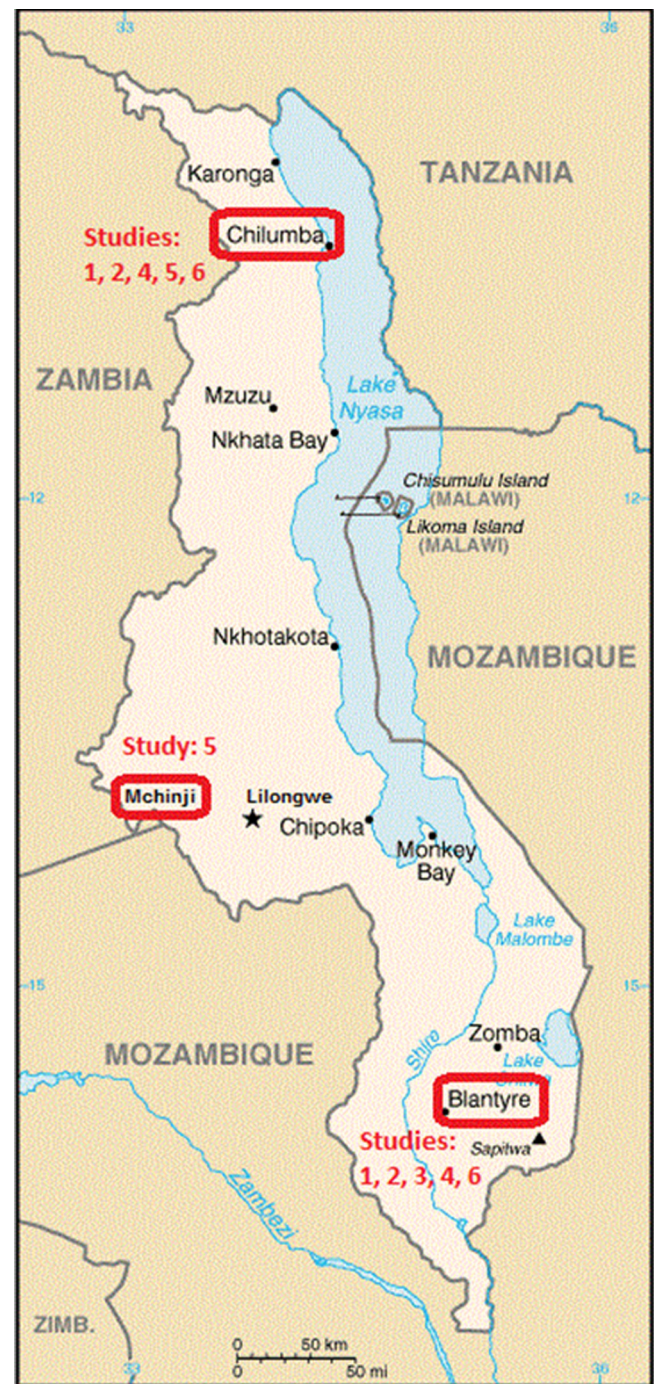 33
36
Karonga
TANZANIA
Chilumba
Studies:
1, 2, 4, 5, 6
ZAMBIA
Mzuzu
Lake
Nyasa
Nkhata Bay
Chisumulu Island
(MALAWI)
12
12
Likoma Island
(MALAWI)
Nkhotakota
MOZAMBIQUE
Study: 5
Mchinji
Lilongwe
Chipoka
Monkey
Bay
Lake
Malombe
15
15
Zomba
MOZAMBIQUE
Shire
Lake
Blantyre
Studies:
1, 2, 3, 4, 6
Sapitwa
Zambezi
ZIMB.
0 50 km
0 50 mi
33
36